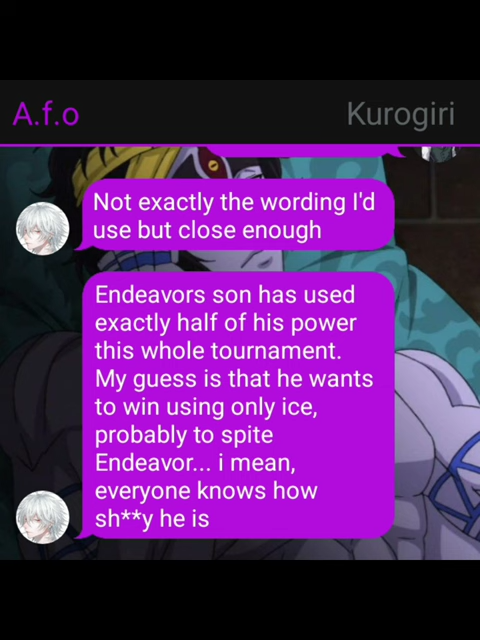 A.f.o Kurogiri
Not exactly the wording I'd
use but close enough
Endeavors son has used
exactly half of his power
this whole tournament.
My guess is that he wants
to win using only ice,
probably to spite
Endeavor... i mean,
everyone knows how
sh**y he is